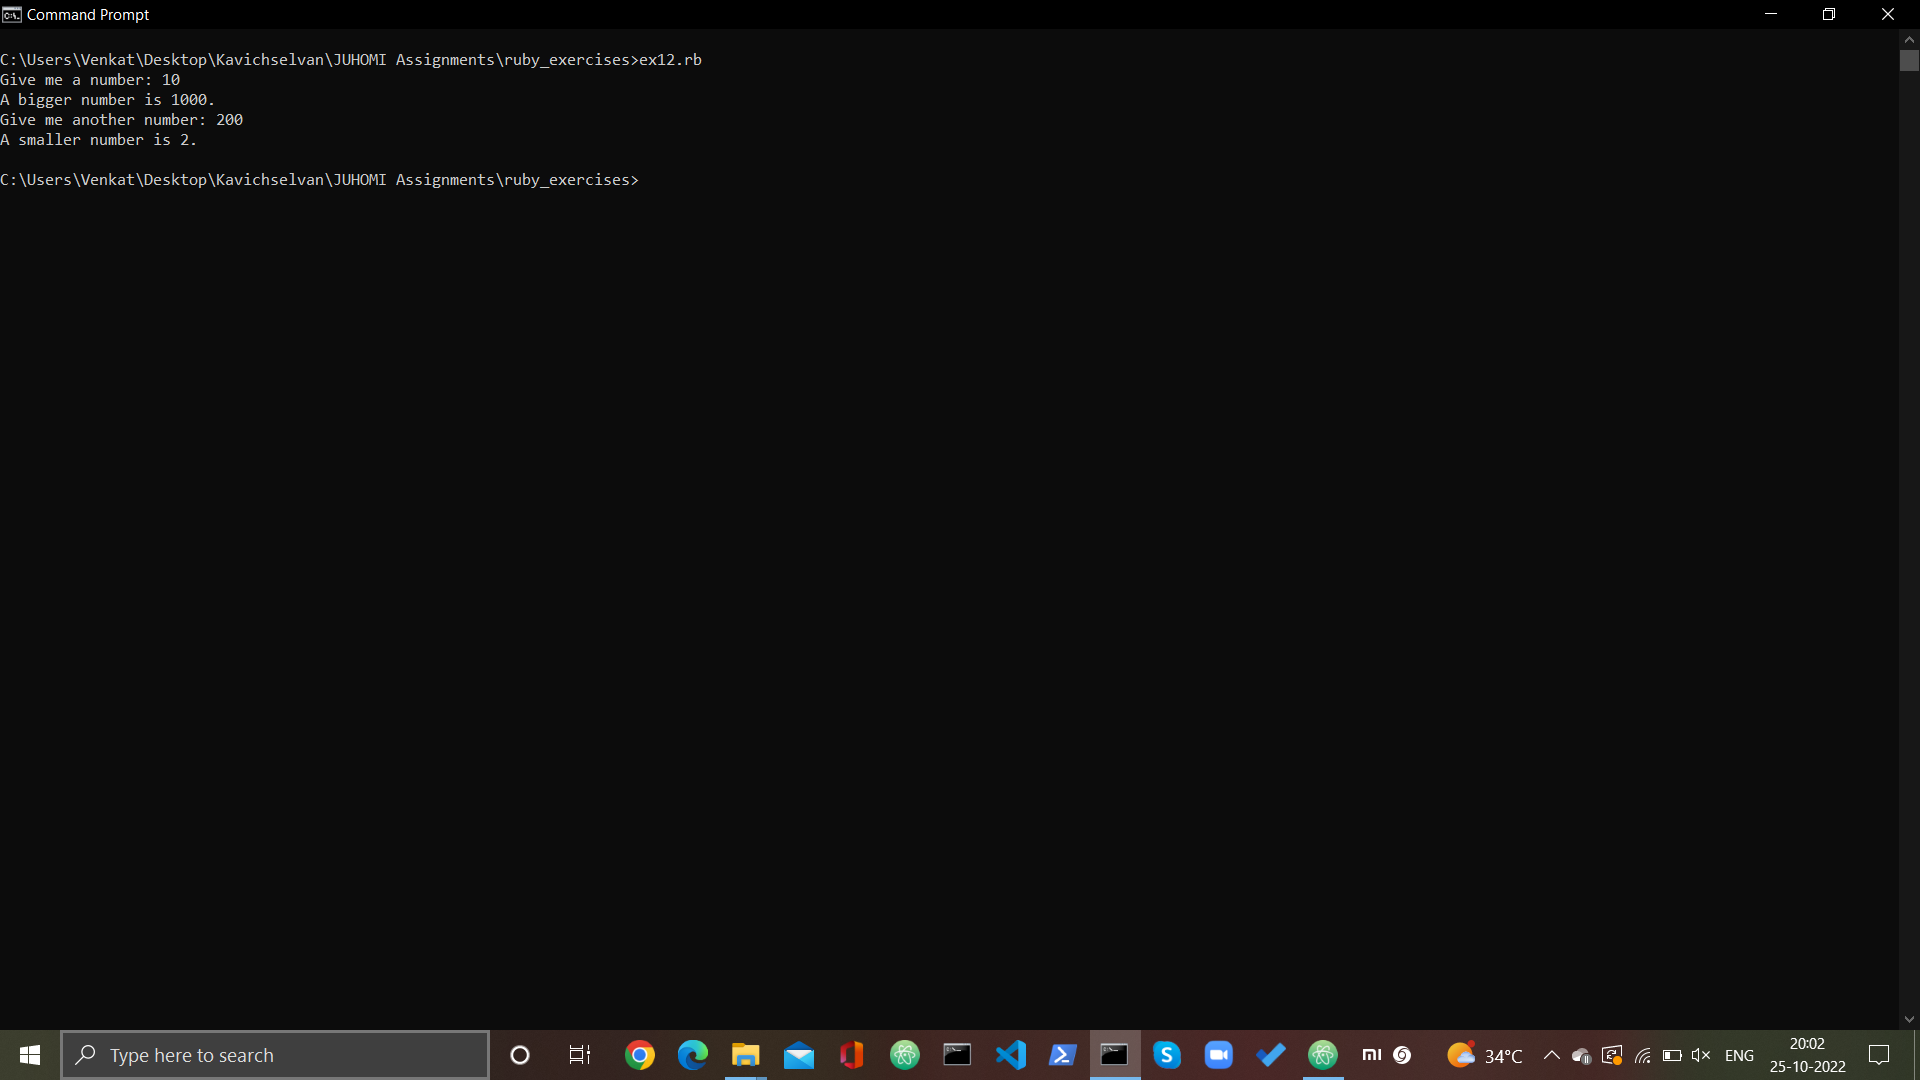 Command Prompt
C:\Users\Venkat\Desktop\Kavichselvan\JUHOMI Assignments\ruby_exercises>ex12.rb
Give me a number: 10
A bigger number is 1000.
Give me another number: 200
A smaller number is 2.
C:\Users\Venkat\Desktop\Kavichselvan\JUHOMI Assignments\ruby_exercises>
Type here to search
34°C
ENG
20:02
25-10-2022